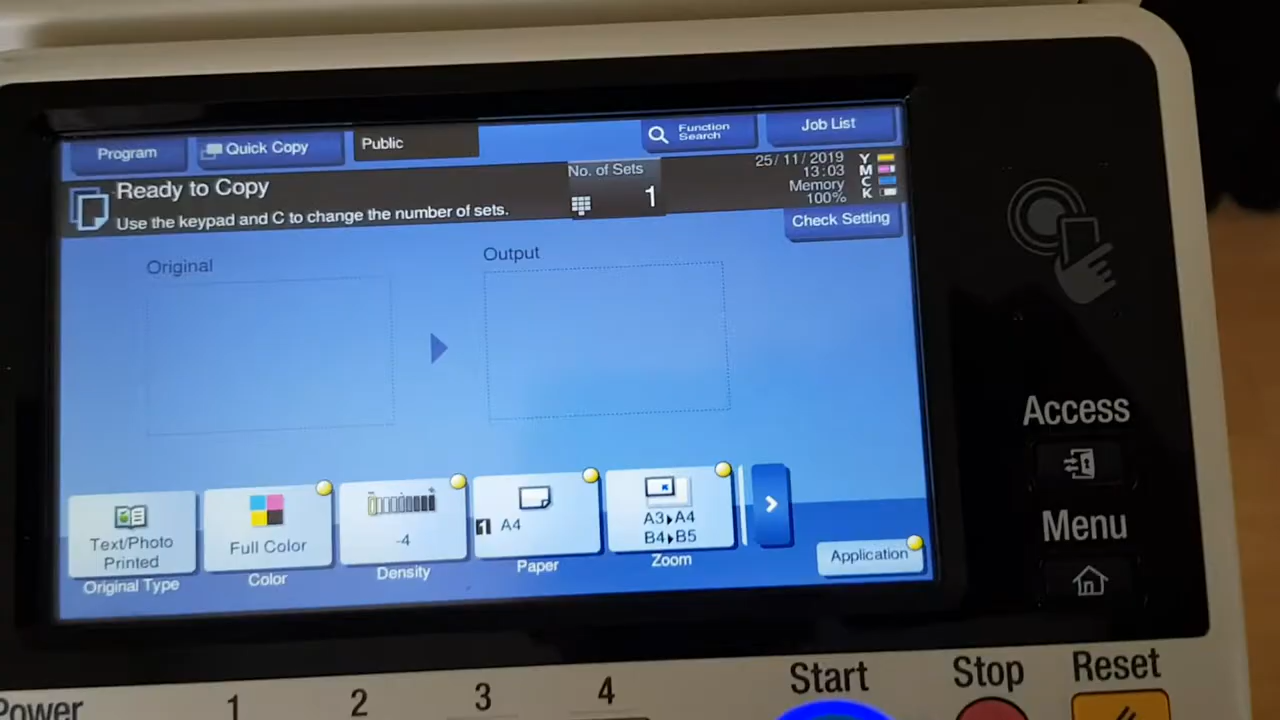 Program
Quick Copy
Public
Function Search
Job List
Ready to Copy
Use the keypad and C to change the number of sets.
No. of Sets
1
25/11/2019
13:03
Memory
100%
Y
M
C
K
Check Setting
Original
Output
Text/Photo
Printed
Original Type
Full Color
Color
-4
Density
1 A4
Paper
A3▸A4
B4▸B5
Zoom
Application
Access
Menu
Power
1
2
3
4
Start
Stop
Reset